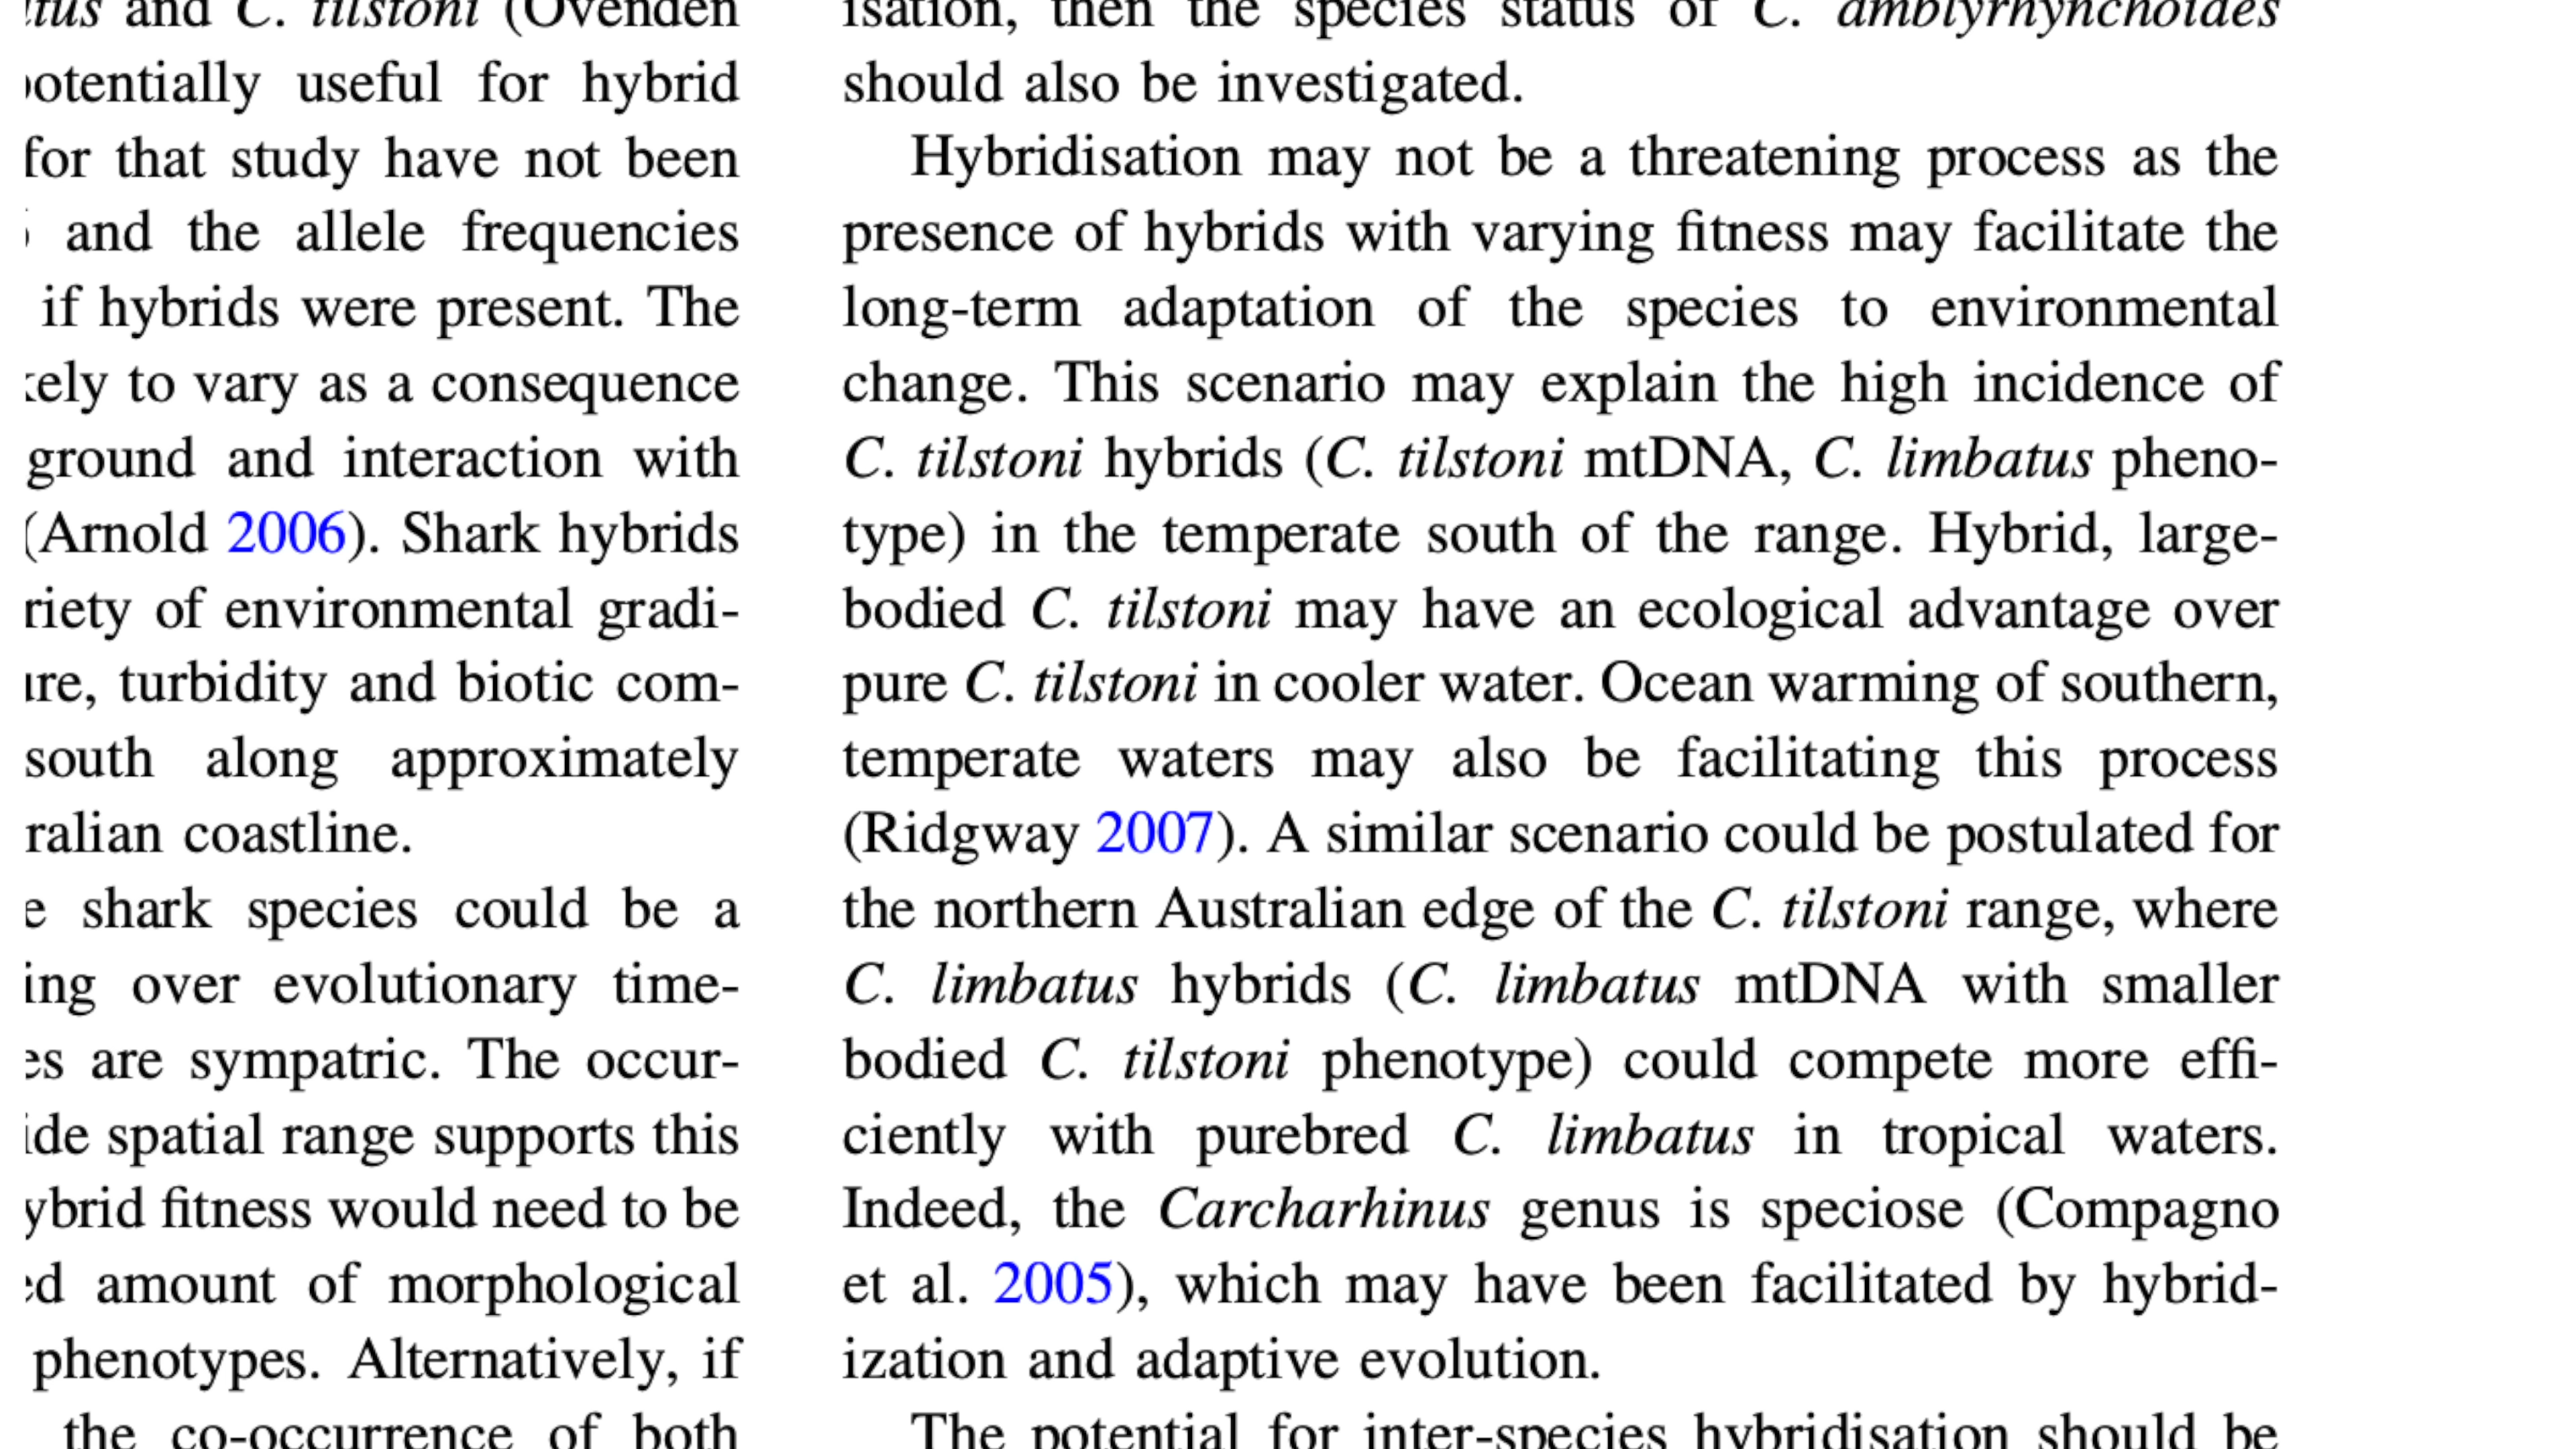 and C. tilstoni (Ovenden
potentially useful for hybrid
for that study have not been
and the allele frequencies
if hybrids were present. The
to vary as a consequence
ground and interaction with
(Arnold 2006). Shark hybrids
of environmental gradi-
turbidity and biotic com-
south along approximately
coastline.
shark species could be a
over evolutionary time-
are sympatric. The occur-
spatial range supports this
fitness would need to be
amount of morphological
phenotypes. Alternatively, if
the co-occurrence of both
isation, then the species status of C. amblyrhynchoides
should also be investigated.
Hybridisation may not be a threatening process as the
presence of hybrids with varying fitness may facilitate the
long-term adaptation of the species to environmental
change. This scenario may explain the high incidence of
C. tilstoni hybrids (C. tilstoni mtDNA, C. limbatus pheno-
type) in the temperate south of the range. Hybrid, large-
bodied C. tilstoni may have an ecological advantage over
pure C. tilstoni in cooler water. Ocean warming of southern,
temperate waters may also be facilitating this process
(Ridgway 2007). A similar scenario could be postulated for
the northern Australian edge of the C. tilstoni range, where
C. limbatus hybrids (C. limbatus mtDNA with smaller
bodied C. tilstoni phenotype) could compete more effi-
ciently with purebred C. limbatus in tropical waters.
Indeed, the Carcharhinus genus is speciose (Compagno
et al. 2005), which may have been facilitated by hybrid-
ization and adaptive evolution.
The potential for inter-species hybridisation should be